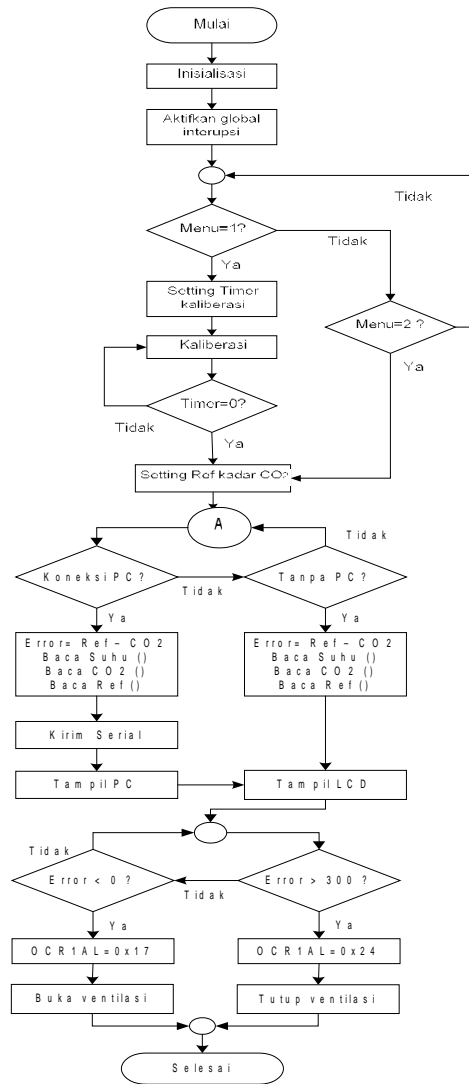 Mulai
Inisialisasi
Aktifkan global
interupsi
Tidak
Menu=1?
Tidak
Ya
Setting Timer
kaliberasi
Menu=2 ?
Kaliberasi
Ya
Timer=0?
Tidak
Ya
Setting Ref kadar CO2
A
Tidak
Koneksi PC?
Tanpa PC?
Tidak
Ya
Ya
Error= Ref – CO2
Baca Suhu ()
Baca CO2 ()
Baca Ref ()
Error= Ref – CO2
Baca Suhu ()
Baca CO2 ()
Baca Ref ()
Kirim Serial
Tampil PC
Tampil LCD
Tidak
Error < 0 ?
Tidak
Error > 300 ?
Ya
Ya
OCR1AL=0x17
OCR1AL=0x24
Buka ventilasi
Tutup ventilasi
Selesai